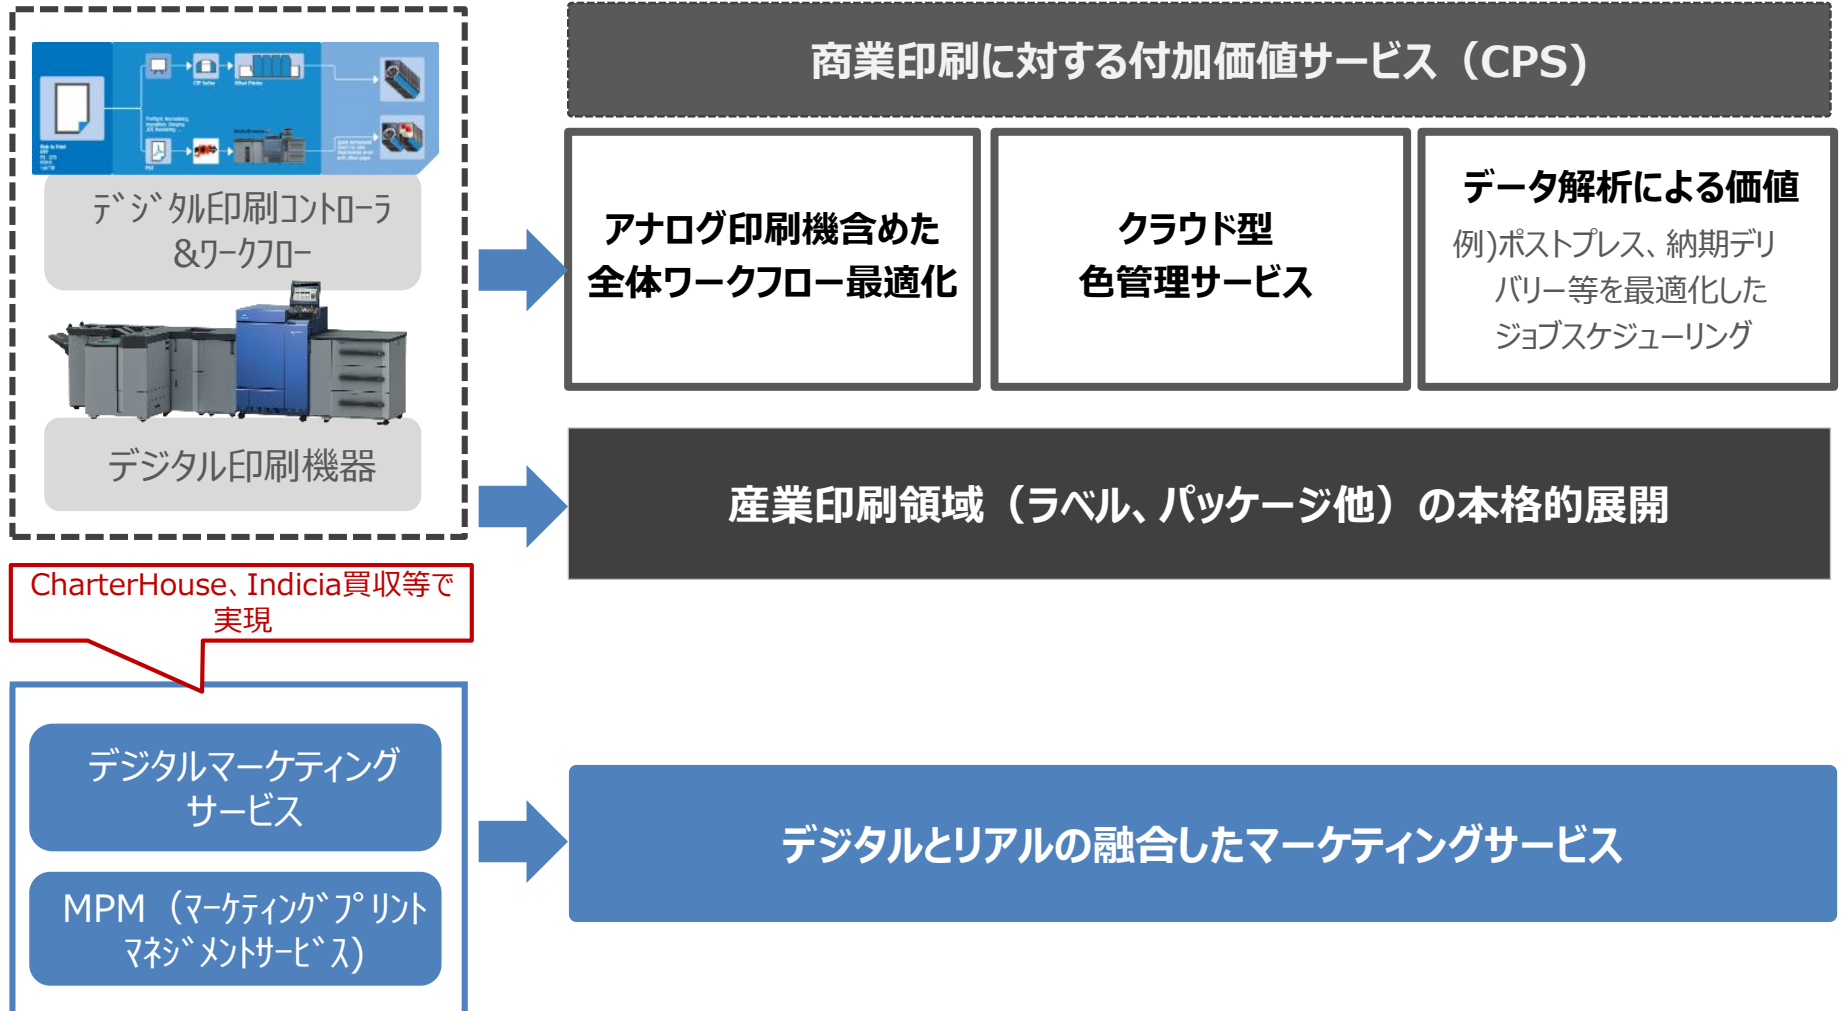 商業印刷に対する付加価値サービス（CPS)
デジタル印刷コントローラ
&ワークフロー
デジタル印刷機器
アナログ印刷機含めた
全体ワークフロー最適化
クラウド型
色管理サービス
データ解析による価値
例)ポストプレス、納期デリ
バリー等を最適化した
ジョブスケジューリング
産業印刷領域（ラベル、パッケージ他）の本格的展開
CharterHouse、Indicia買収等で
実現
デジタルマーケティング
サービス
MPM（マーケティングプリント
マネジメントサービス)
デジタルとリアルの融合したマーケティングサービス